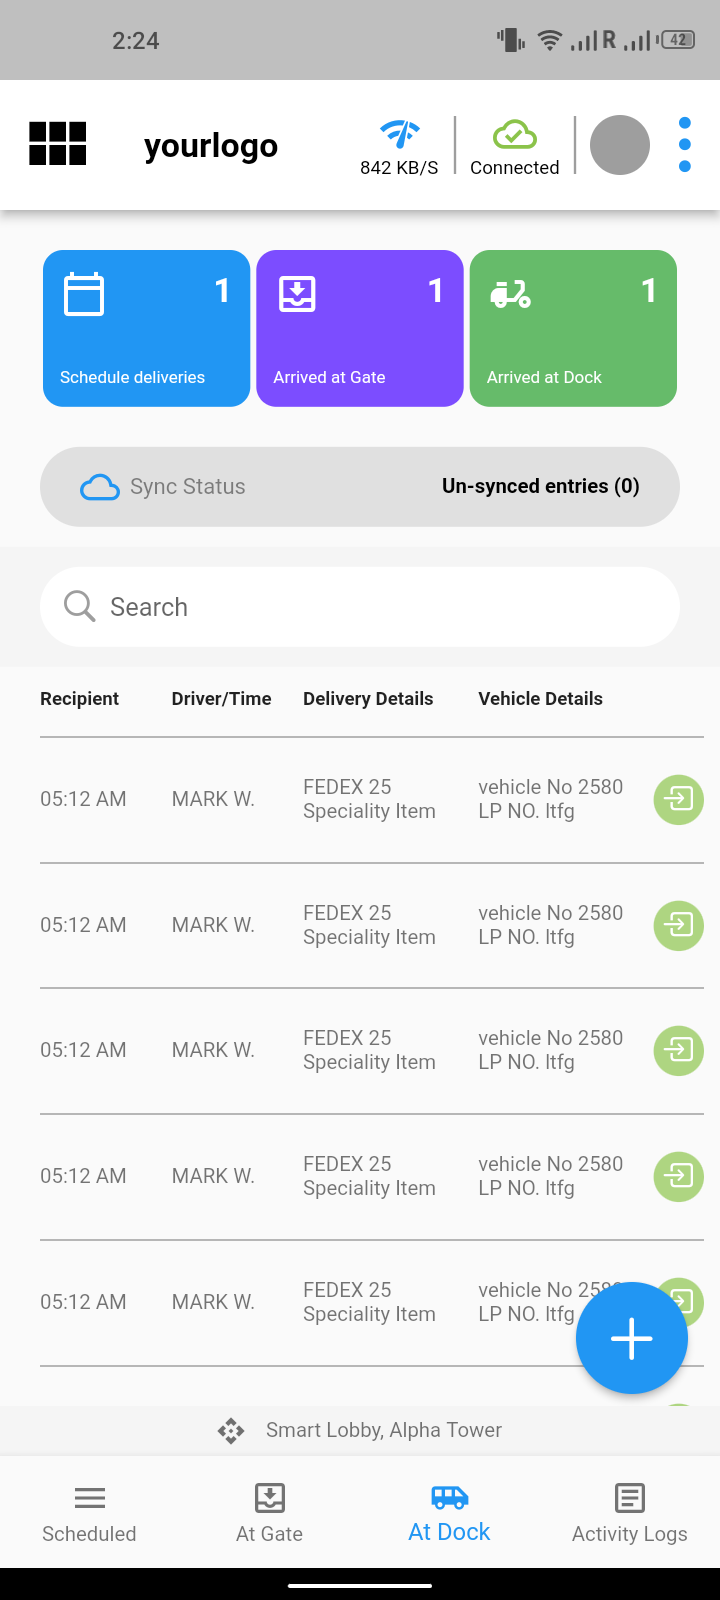 2:24
R
42
yourlogo
842 KB/S
Connected
1
1
1
Schedule deliveries
Arrived at Gate
Arrived at Dock
Sync Status
Un-synced entries (0)
Search
Recipient Driver/Time Delivery Details Vehicle Details
05:12 AM MARK W. FEDEX 25 vehicle No 2580
Speciality Item LP NO. ltfg
05:12 AM MARK W. FEDEX 25 vehicle No 2580
Speciality Item LP NO. ltfg
05:12 AM MARK W. FEDEX 25 vehicle No 2580
Speciality Item LP NO. ltfg
05:12 AM MARK W. FEDEX 25 vehicle No 2580
Speciality Item LP NO. ltfg
05:12 AM MARK W. FEDEX 25 vehicle No
Speciality Item LP NO. ltfg
Smart Lobby, Alpha Tower
Scheduled
At Gate
At Dock
Activity Logs